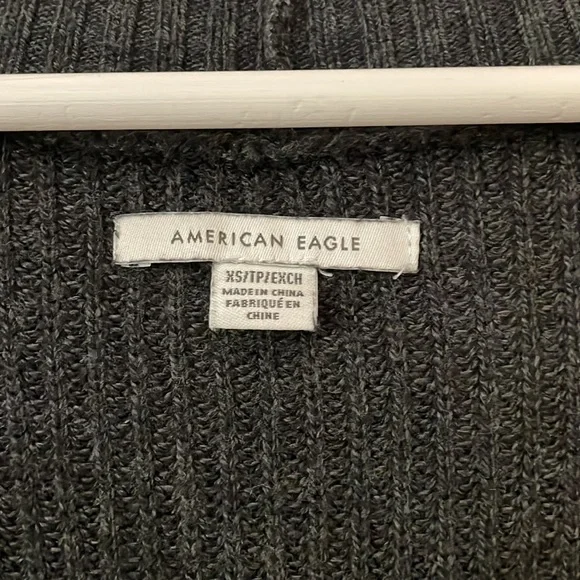 AMERICAN EAGLE
XS/TP/EXCH
MADE IN CHINA
FABRIQUÉ EN
CHINE